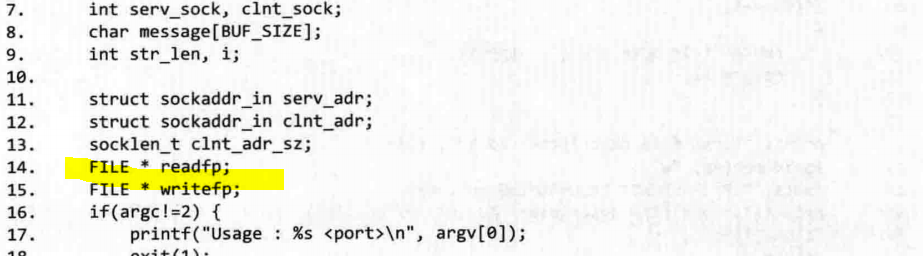 7. int serv_sock, clnt_sock;
8. char message[BUF_SIZE];
9. int str_len, i;
10.
11. struct sockaddr_in serv_adr;
12. struct sockaddr_in clnt_adr;
13. socklen_t clnt_adr_sz;
14. FILE * readfp;
15. FILE * writefp;
16. if(argc!=2) {
17. printf("Usage : %s <port>\n", argv[0]);
18. exit(1);